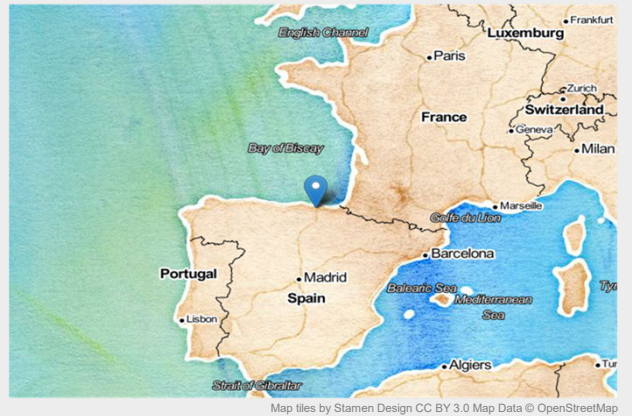 Frankfurt
English Channel
Luxemburg
Paris
Zurich
Switzerland
France
Geneva
Bay of Biscay
Milan
Marseille
Golfe du Lion
Barcelona
Portugal
Madrid
Balearic Sea
Ty
Spain
Mediterranean
Sea
Lisbon
Algiers
Tu
Strait of Gibraltar
Map tiles by Stamen Design CC BY 3.0 Map Data © OpenStreetMap